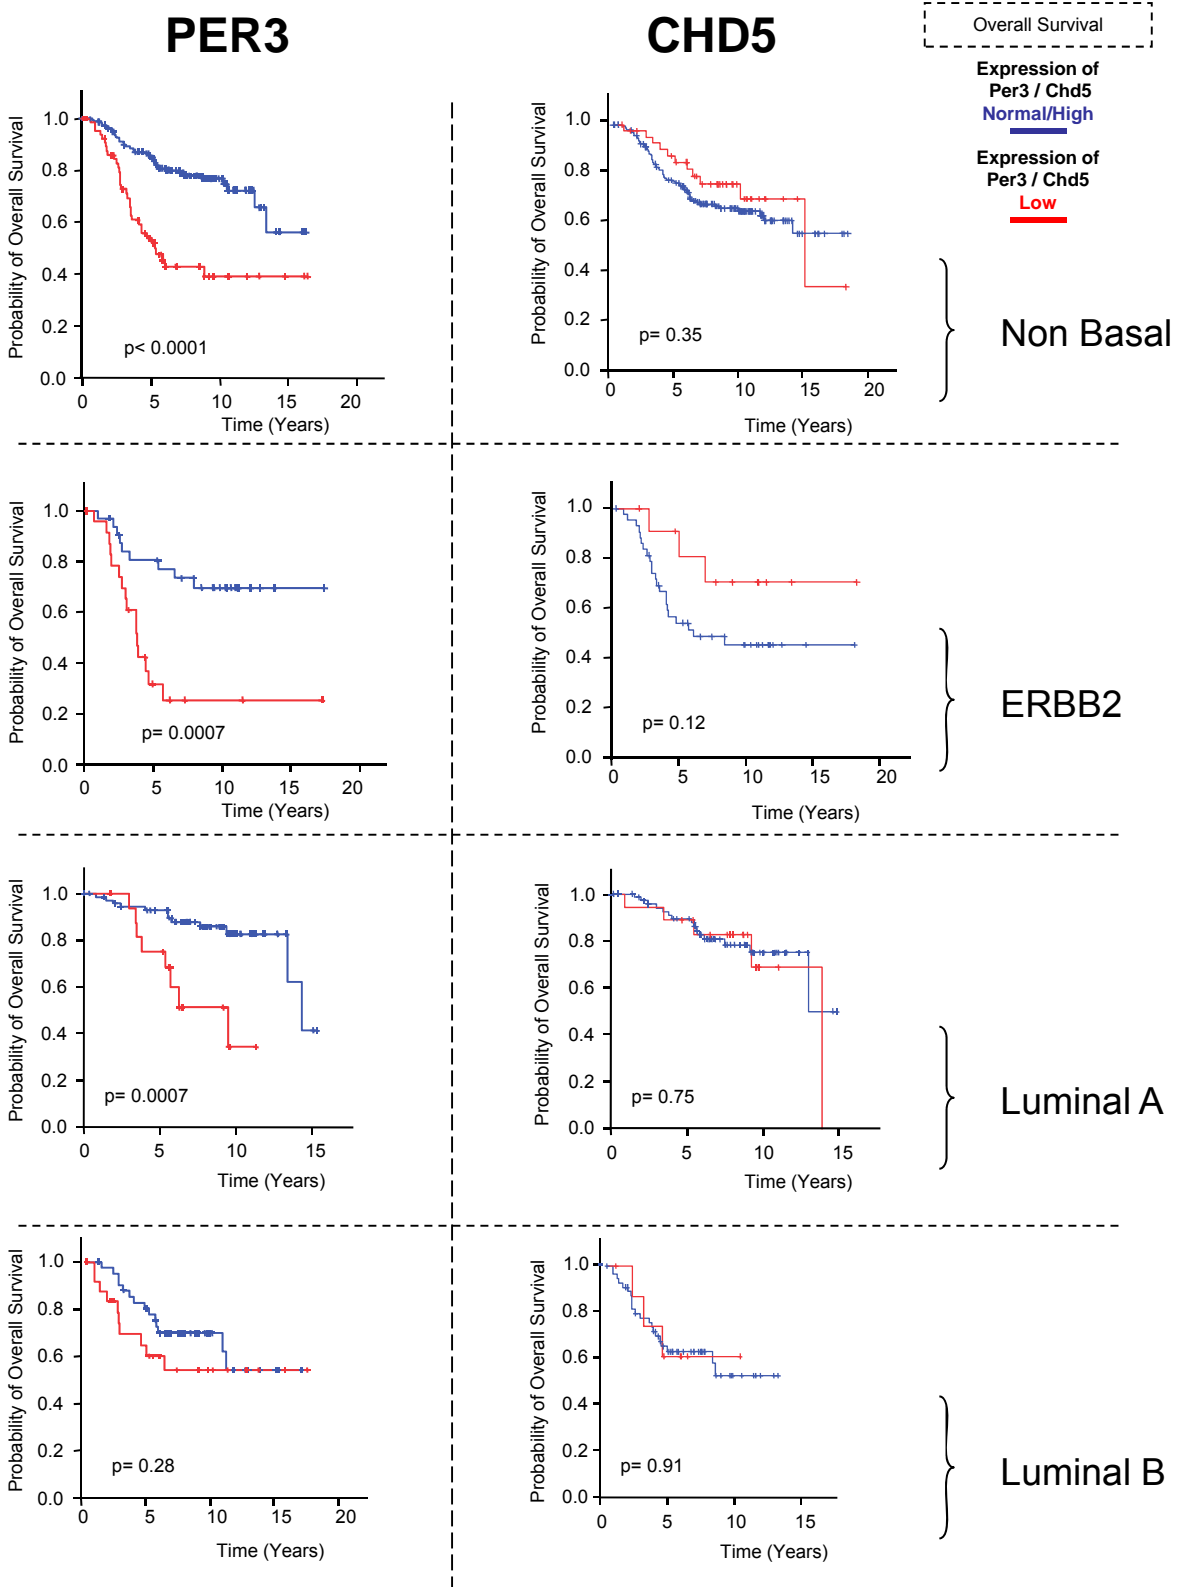 PER3
CHD5
Overall Survival
Expression of
Per3 / Chd5
Normal/High
Expression of
Per3 / Chd5
Low
Probability of Overall Survival
1.0
0.8
0.6
0.4
0.2
0.0
p< 0.0001
0 5 10 15 20
Time (Years)
Probability of Overall Survival
1.0
0.8
0.6
0.4
0.2
0.0
p= 0.35
0 5 10 15 20
Time (Years)
Non Basal
Probability of Overall Survival
1.0
0.8
0.6
0.4
0.2
0.0
p= 0.0007
0 5 10 15 20
Time (Years)
Probability of Overall Survival
1.0
0.8
0.6
0.4
0.2
0.0
p= 0.12
0 5 10 15 20
Time (Years)
ERBB2
Probability of Overall Survival
1.0
0.8
0.6
0.4
0.2
0.0
p= 0.0007
0 5 10 15
Time (Years)
Probability of Overall Survival
1.0
0.8
0.6
0.4
0.2
0.0
p= 0.75
0 5 10 15
Time (Years)
Luminal A
Probability of Overall Survival
1.0
0.8
0.6
0.4
0.2
0.0
p= 0.28
0 5 10 15 20
Time (Years)
Probability of Overall Survival
1.0
0.8
0.6
0.4
0.2
0.0
p= 0.91
0 5 10 15
Time (Years)
Luminal B